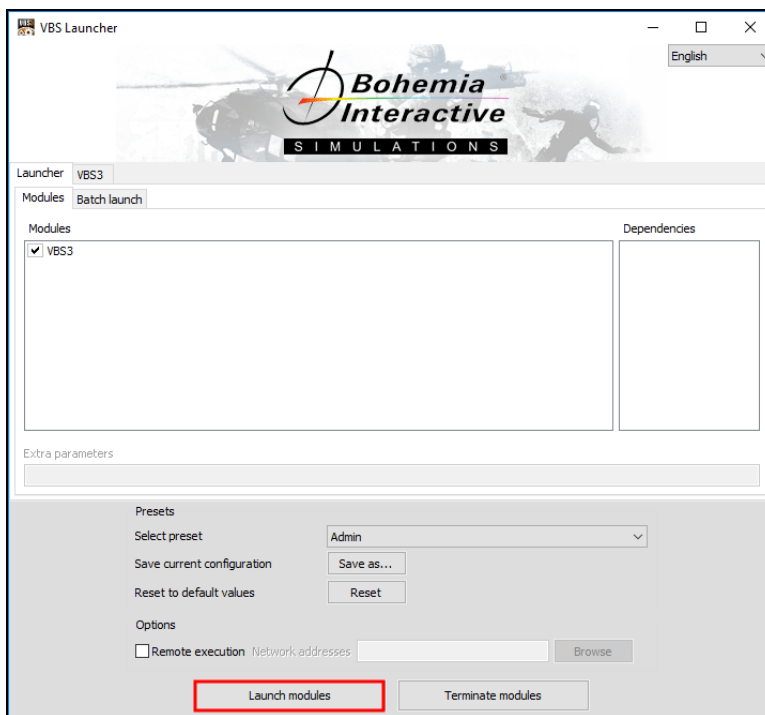 VBS Launcher
English
Bohemia ®
Interactive
SIMULATIONS
Launcher VBS3
Modules Batch launch
Modules Dependencies
VBS3
Extra parameters
Presets
Select preset Admin
Save current configuration Save as...
Reset to default values Reset
Options
Remote execution Network addresses Browse
Launch modules Terminate modules